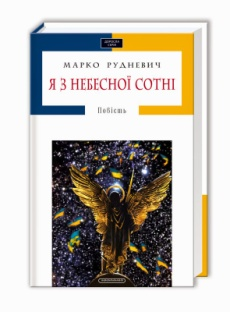 МАРКО РУДНЕВИЧ
Я З НЕБЕСНОЇ СОТНІ
Повість